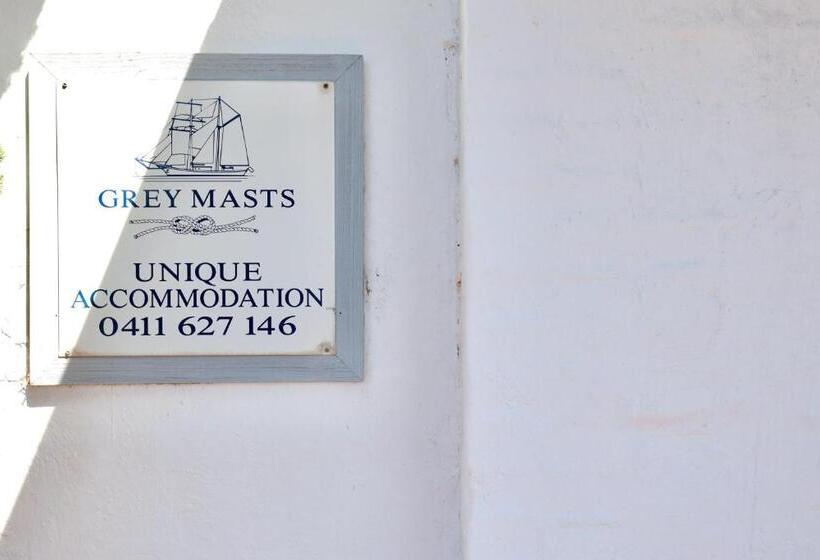 GREY MASTS
UNIQUE
ACCOMMODATION
0411 627 146